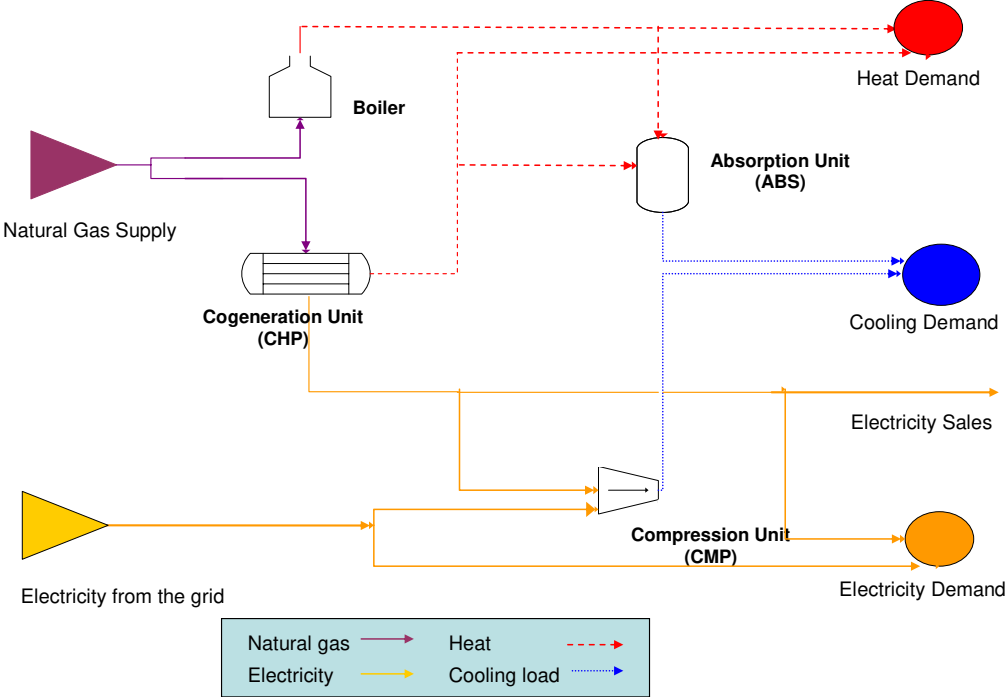 Heat Demand
Boiler
Absorption Unit
(ABS)
Natural Gas Supply
Cogeneration Unit
(CHP)
Cooling Demand
Electricity Sales
Compression Unit
(CMP)
Electricity Demand
Electricity from the grid
Natural gas
Heat
Electricity
Cooling load